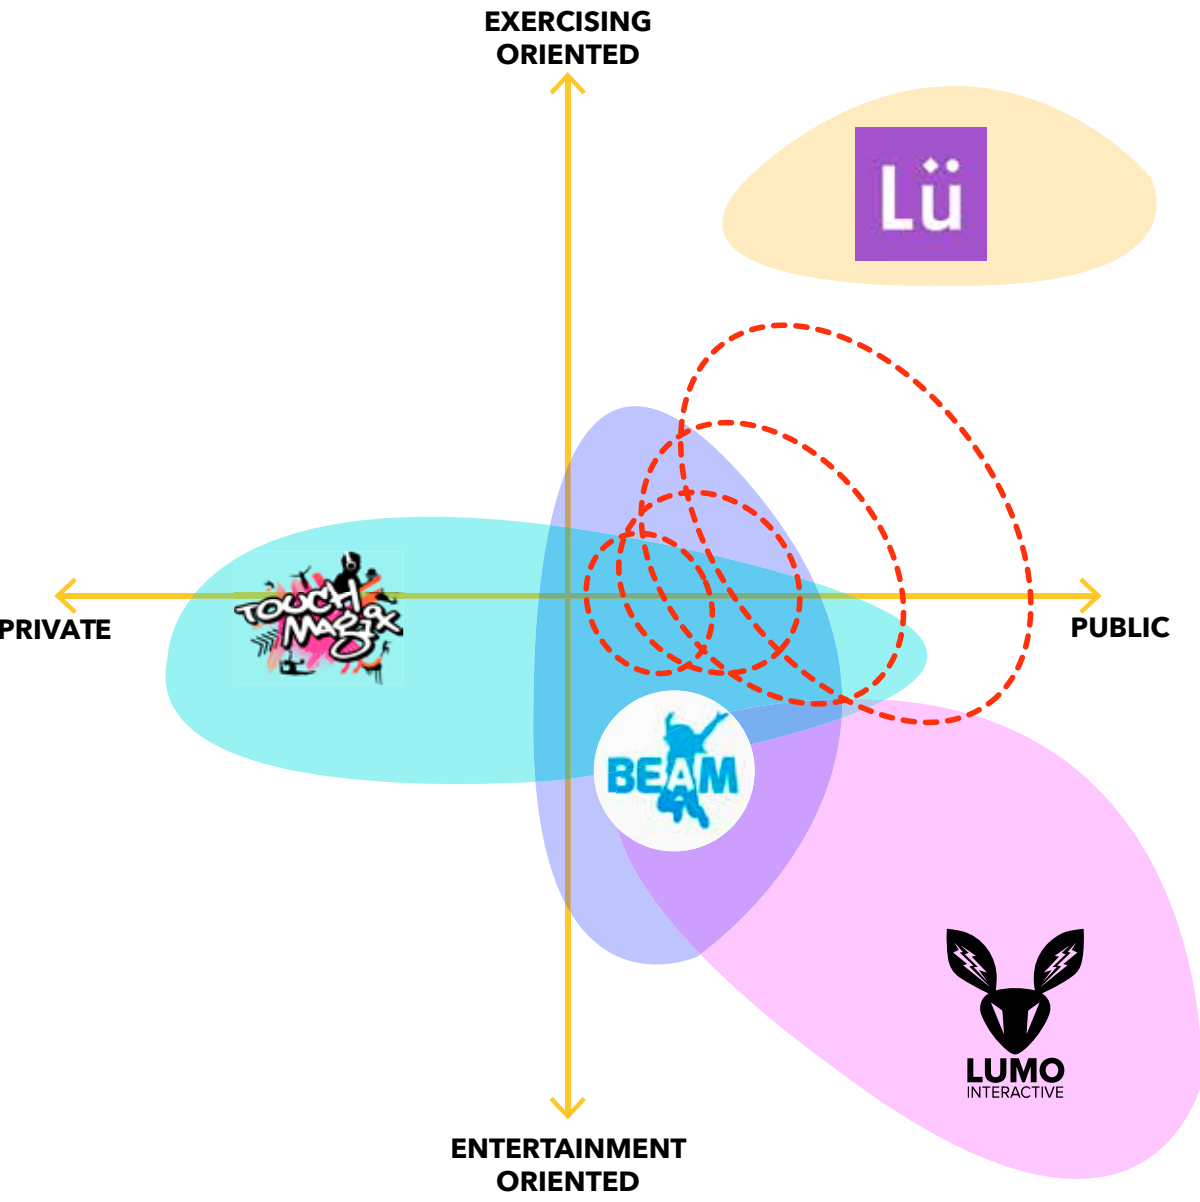 EXERCISING
ORIENTED
Lü
TOUCH
MAGIX
PRIVATE
PUBLIC
BEAM
LUMO
INTERACTIVE
ENTERTAINMENT
ORIENTED